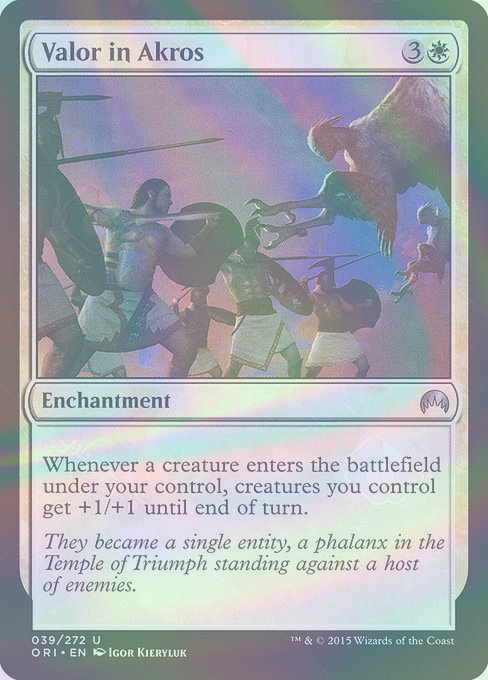 Valor in Akros 3
Enchantment
Whenever a creature enters the battlefield
under your control, creatures you control
get +1/+1 until end of turn.
They became a single entity, a phalanx in the
Temple of Triumph standing against a host
of enemies.
039/272 U
ORI • EN Igor Kieryluk
™ & © 2015 Wizards of the Coast